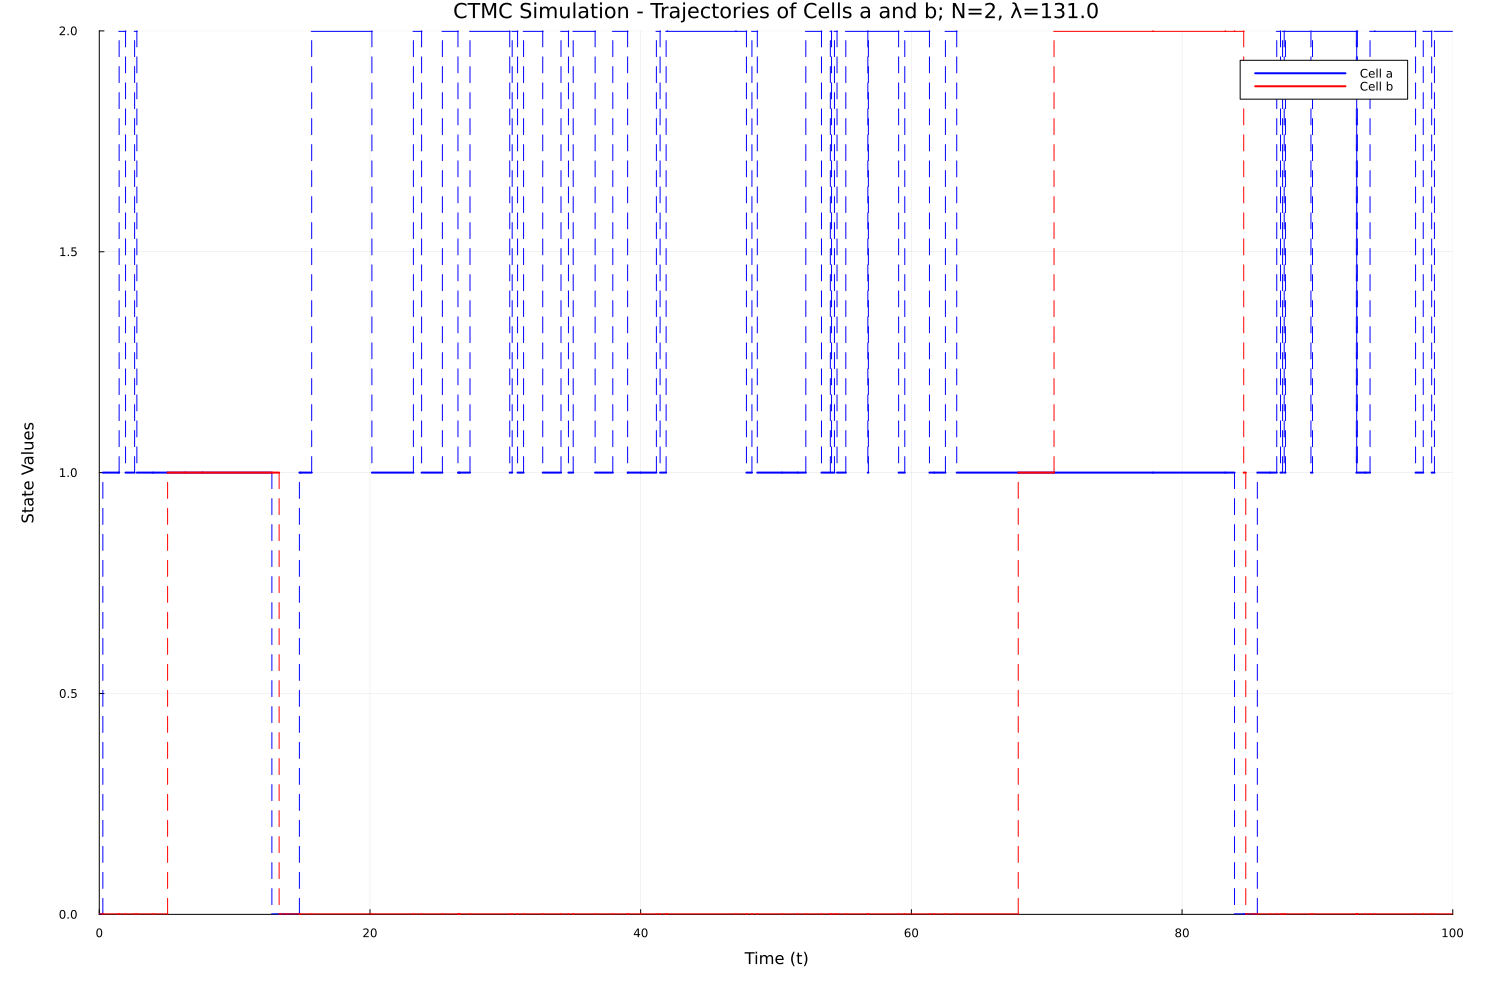 CTMC Simulation - Trajectories of Cells a and b; N=2, λ=131.0
2.0
Cell a
Cell b
1.5
1.0
State Values
0.5
0.0
0 20 40 60 80 100
Time (t)